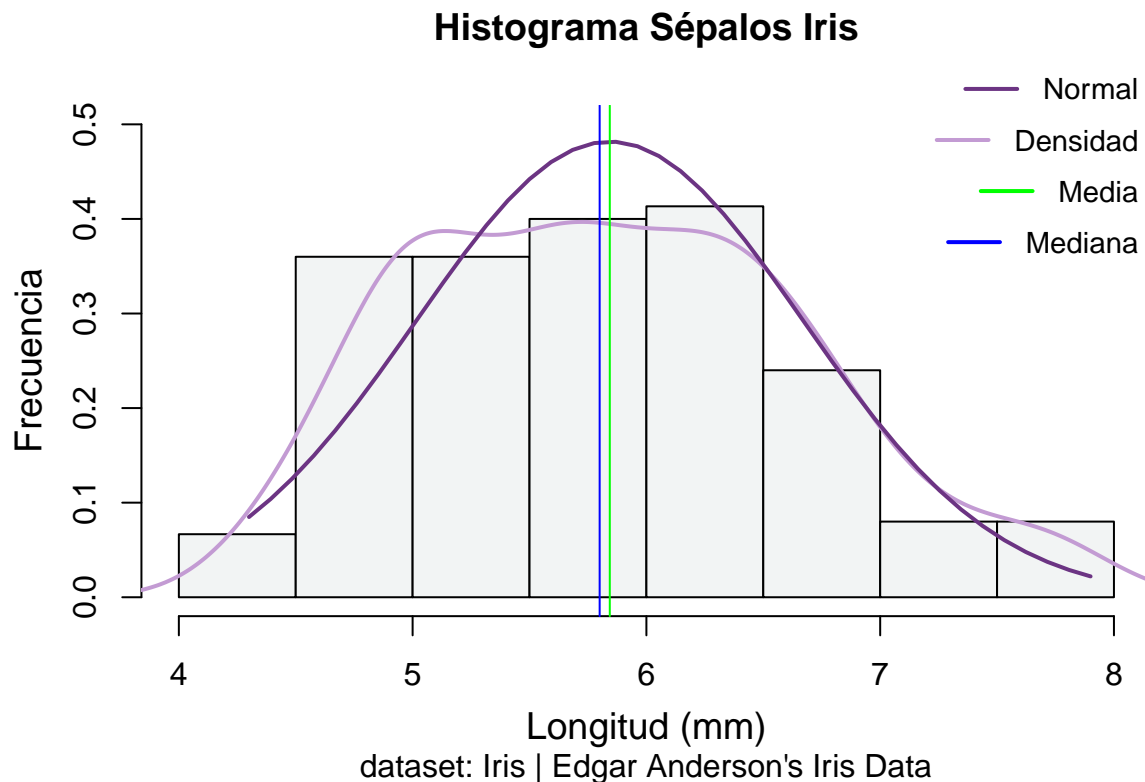 Histograma Sépalos Iris
Normal
Densidad
Media
Mediana
Frecuencia
0.5
0.4
0.3
0.2
0.1
0.0
4 5 6 7 8
Longitud (mm)
dataset: Iris | Edgar Anderson's Iris Data